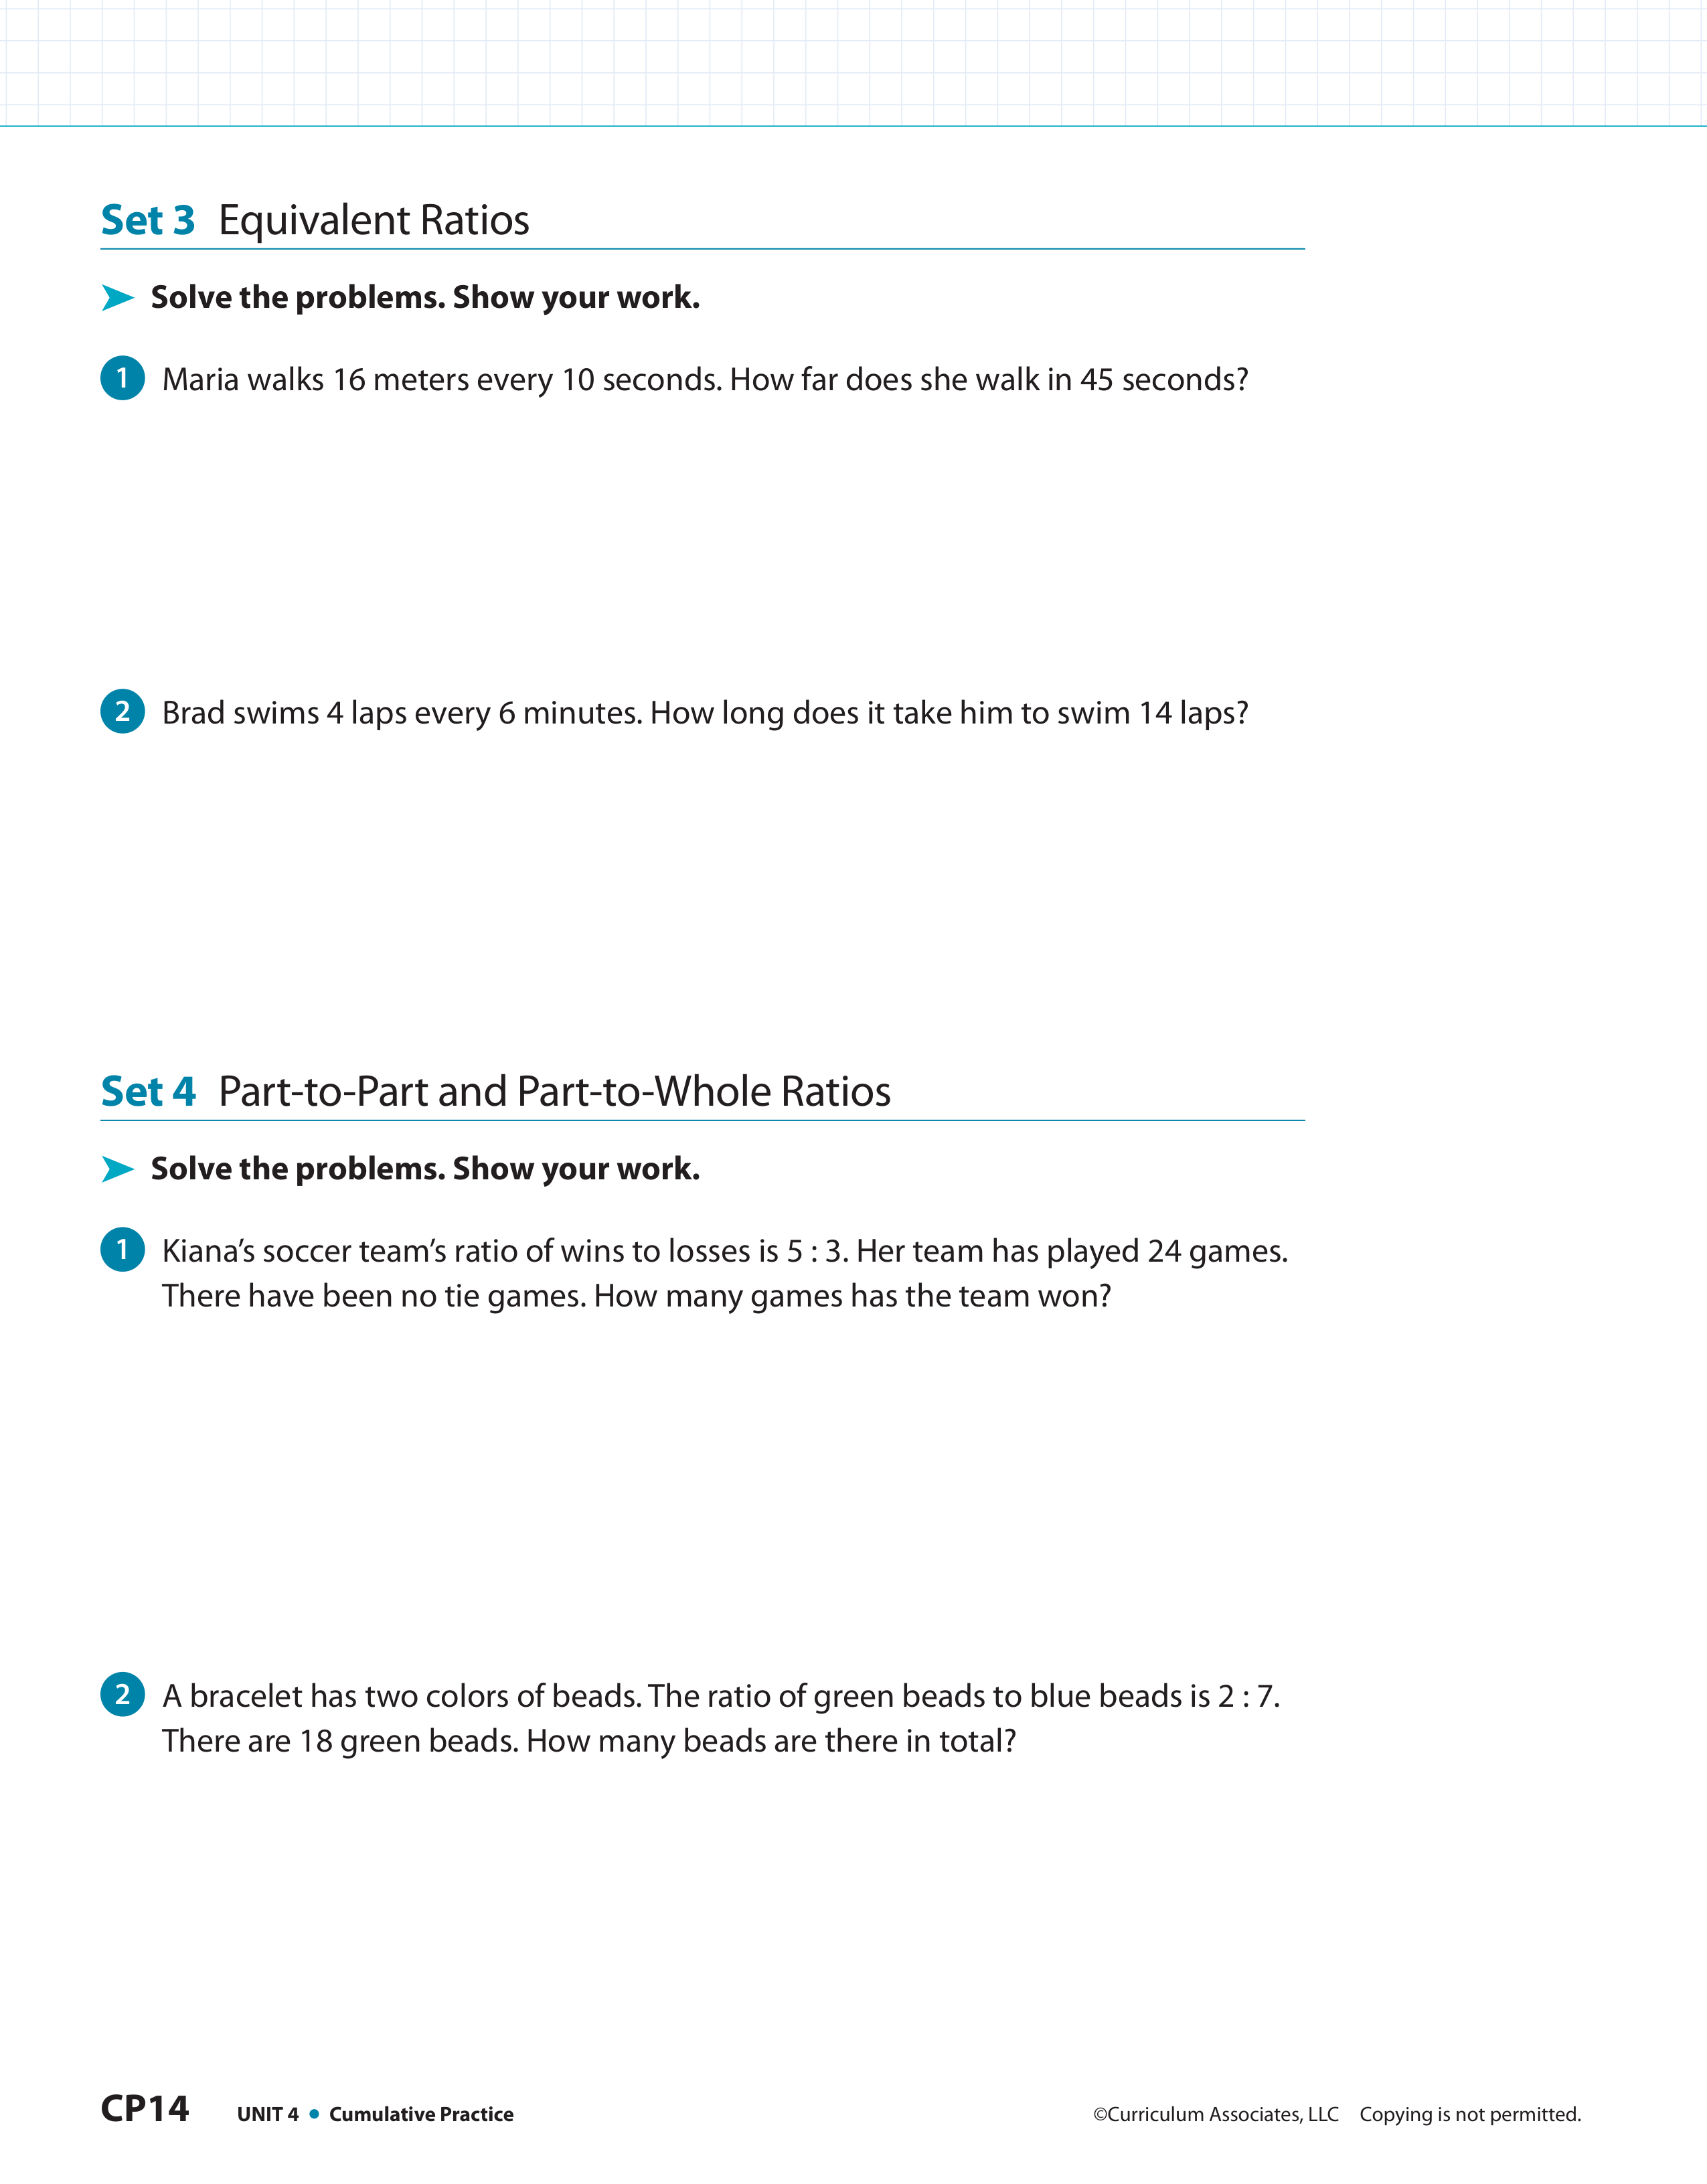 Set 3 Equivalent Ratios
Solve the problems. Show your work.
1 Maria walks 16 meters every 10 seconds. How far does she walk in 45 seconds?
2 Brad swims 4 laps every 6 minutes. How long does it take him to swim 14 laps?
Set 4 Part-to-Part and Part-to-Whole Ratios
Solve the problems. Show your work.
1 Kiana’s soccer team’s ratio of wins to losses is 5 : 3. Her team has played 24 games.
There have been no tie games. How many games has the team won?
2 A bracelet has two colors of beads. The ratio of green beads to blue beads is 2 : 7.
There are 18 green beads. How many beads are there in total?
CP14 UNIT 4 • Cumulative Practice ©Curriculum Associates, LLC Copying is not permitted.